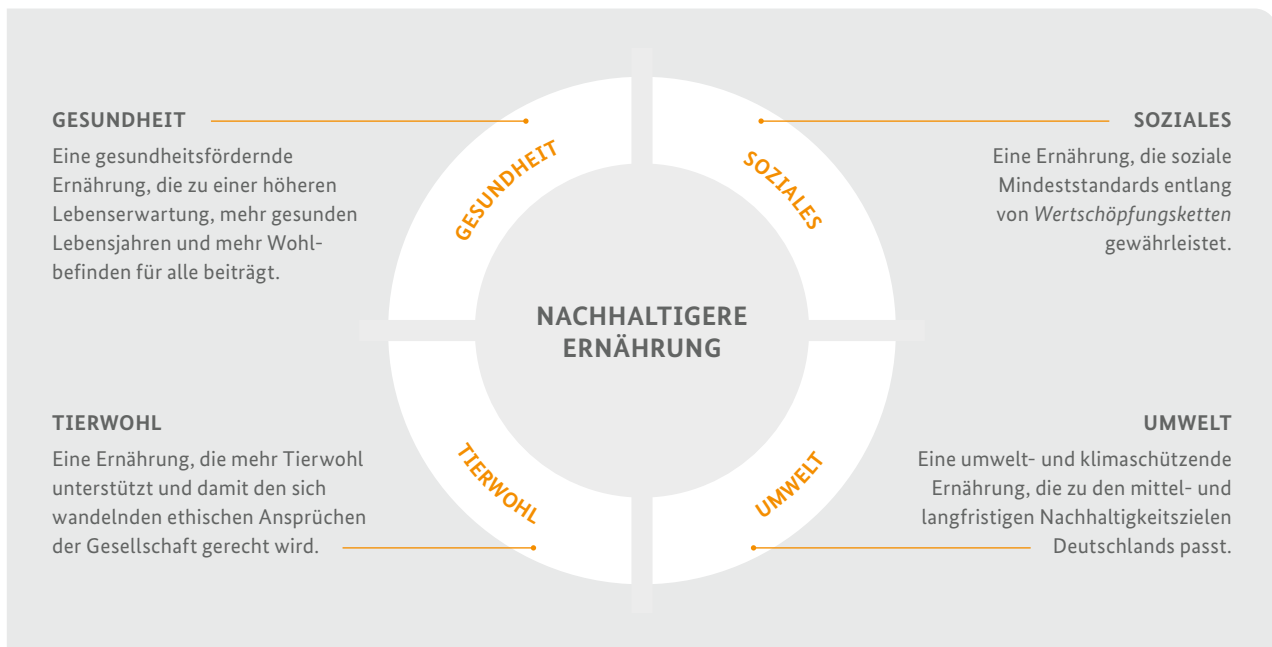 GESUNDHEIT
Eine gesundheitsfördernde
Ernährung, die zu einer höheren
Lebenserwartung, mehr gesunden
Lebensjahren und mehr Wohl-
befinden für alle beiträgt.
SOZIALES
Eine Ernährung, die soziale
Mindeststandards entlang
von Wertschöpfungsketten
gewährleistet.
GESUNDHEIT
SOZIALES
NACHHALTIGERE
ERNÄHRUNG
TIERWOHL
UMWELT
TIERWOHL
Eine Ernährung, die mehr Tierwohl
unterstützt und damit den sich
wandelnden ethischen Ansprüchen
der Gesellschaft gerecht wird.
UMWELT
Eine umwelt- und klimaschützende
Ernährung, die zu den mittel- und
langfristigen Nachhaltigkeitszielen
Deutschlands passt.